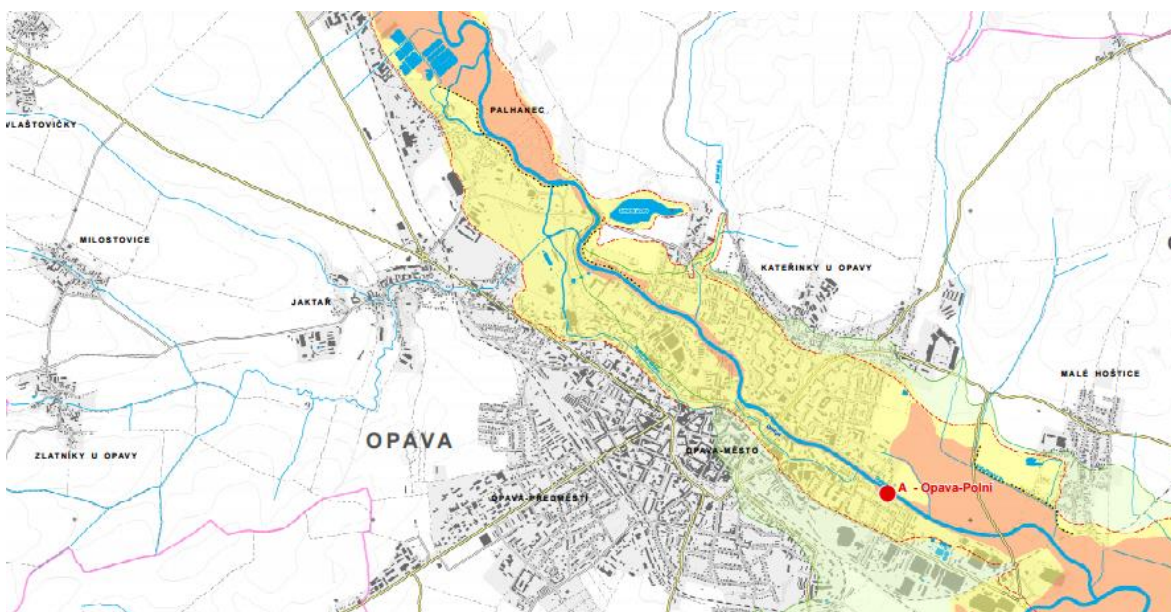 PALHANEC
VLAŠTOVIČKY
MILOSTOVICE
KATEŘINKY U OPAVY
JAKTAŘ
MALÉ HOŠTICE
OPAVA
ZLATNÍKY U OPAVY
OPAVA-MĚSTO
A - Opava-Polní
OPAVA-PŘEDMĚSTÍ